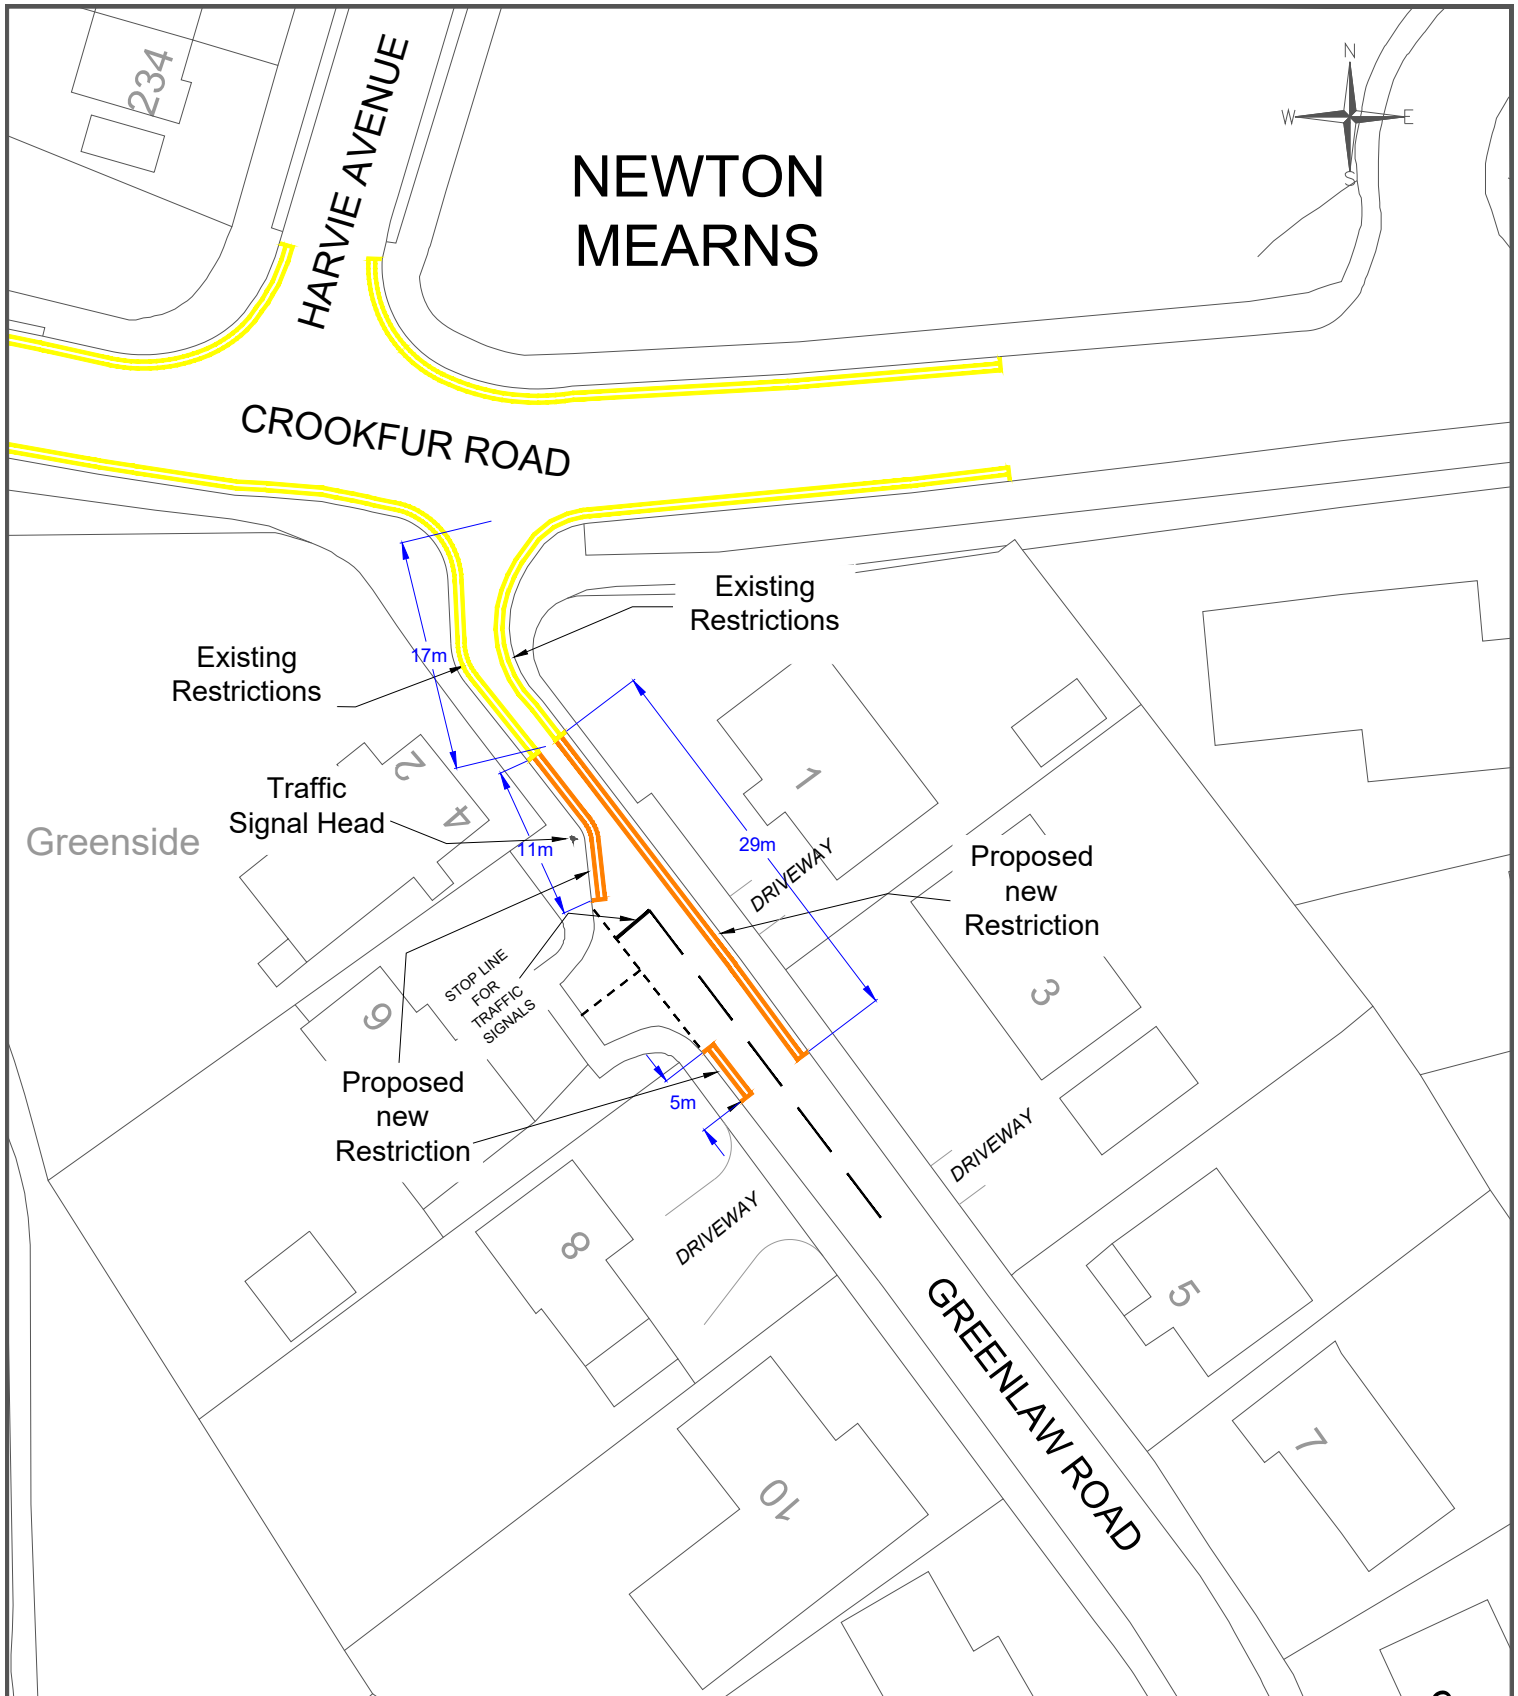 234
HARVIE AVENUE
NEWTON
MEARNS
N
W
E
S
CROOKFUR ROAD
Existing
Restrictions
Existing
Restrictions
17m
2
4
Traffic
Signal Head
Greenside
11m
1
29m
DRIVEWAY
Proposed
new
Restriction
STOP LINE
FOR
TRAFFIC
SIGNALS
6
3
Proposed
new
Restriction
5m
DRIVEWAY
DRIVEWAY
8
5
GREENLAW ROAD
7
10